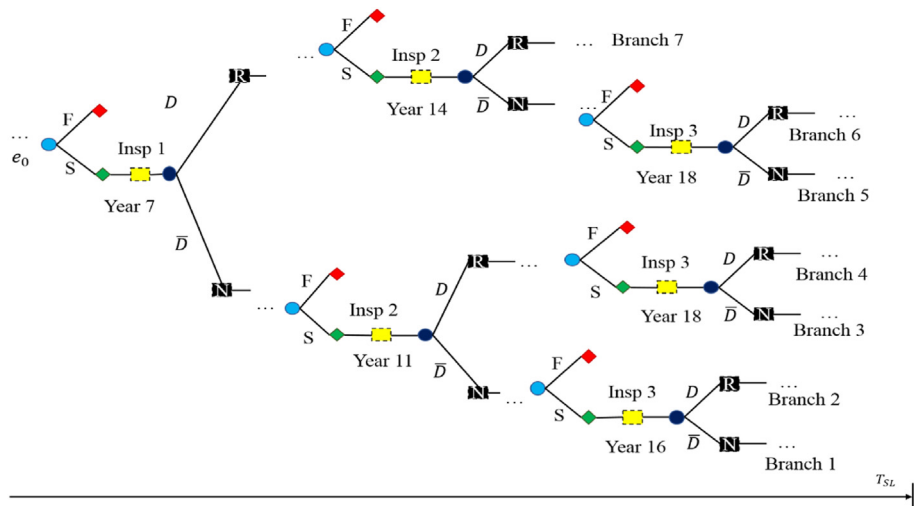 F
Insp 2
D
R
... Branch 7
...
S
Year 14
D̅
N
...
F
Insp 3
D
R
...
Branch 6
S
Year 18
D̅
N
...
Branch 5
R
D
F
...
e₀
Insp 1
S
Year 7
D̅
N
...
F
Insp 2
D
R
...
S
Year 11
D̅
N
...
F
Insp 3
D
R
...
Branch 4
S
Year 18
D̅
N
...
Branch 3
F
Insp 3
D
R
...
Branch 2
S
Year 16
D̅
N
...
Branch 1
T_SL